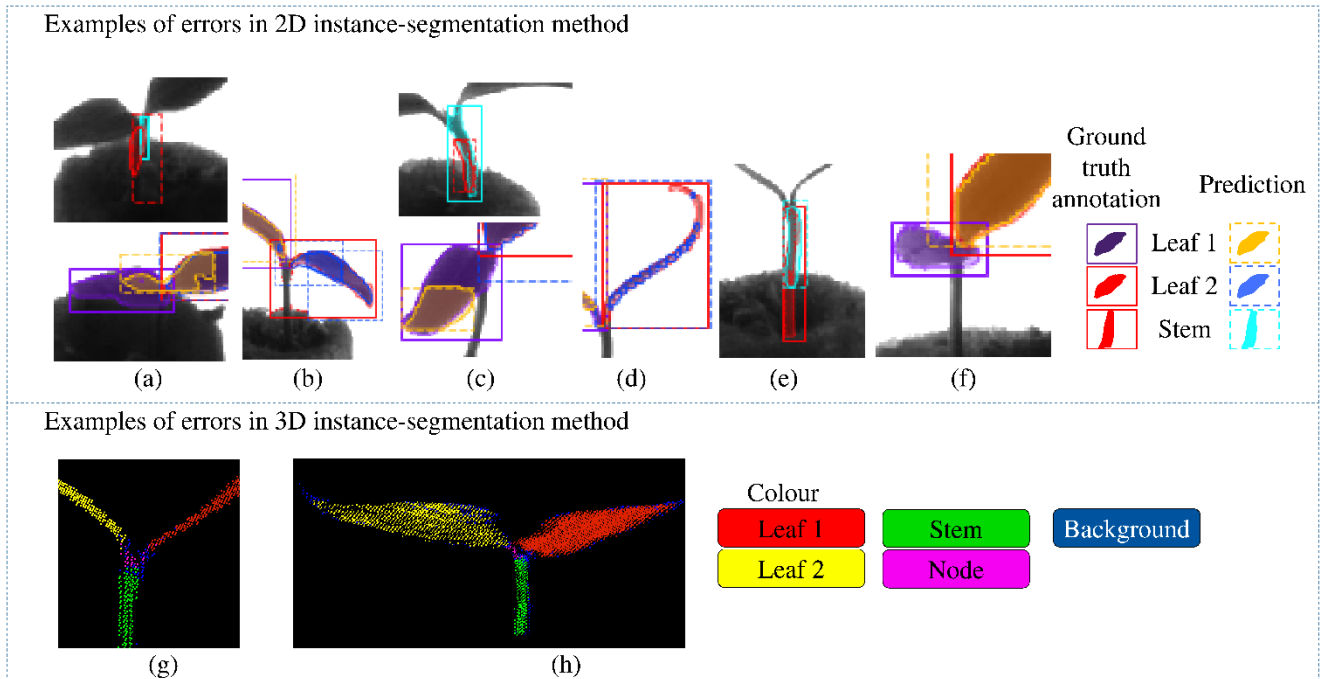 Examples of errors in 2D instance-segmentation method
Ground
truth
annotation
Prediction
Leaf 1
Leaf 2
Stem
(a)
(b)
(c)
(d)
(e)
(f)
Examples of errors in 3D instance-segmentation method
Colour
Leaf 1
Stem
Background
Leaf 2
Node
(g)
(h)